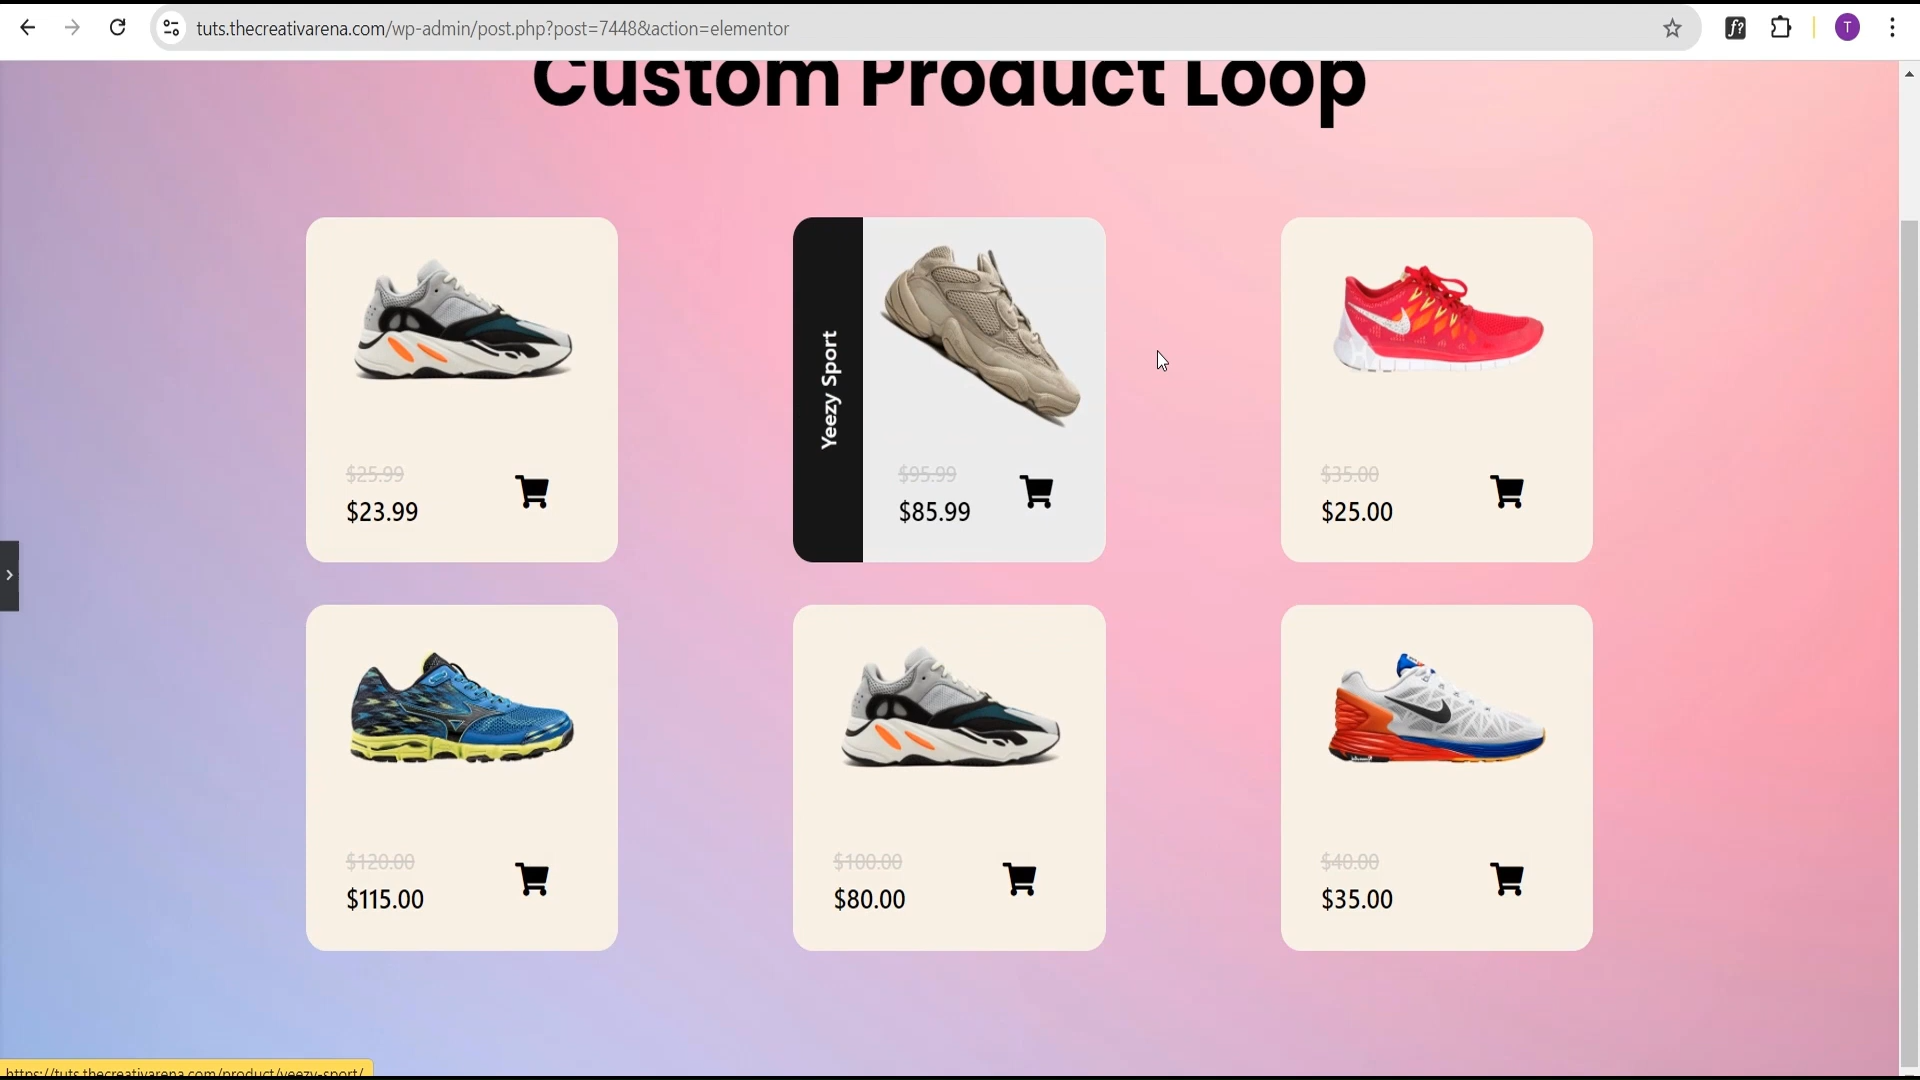 tuts.thecreativarena.com/wp-admin/post.php?post=7448&action=elementor
f?
T
Custom Product Loop
$25.99
$23.99
Yeezy Sport
$95.99
$85.99
$35.00
$25.00
$120.00
$115.00
$100.00
$80.00
$40.00
$35.00
https://tuts.thecreativarena.com/product/yeezy-sport/